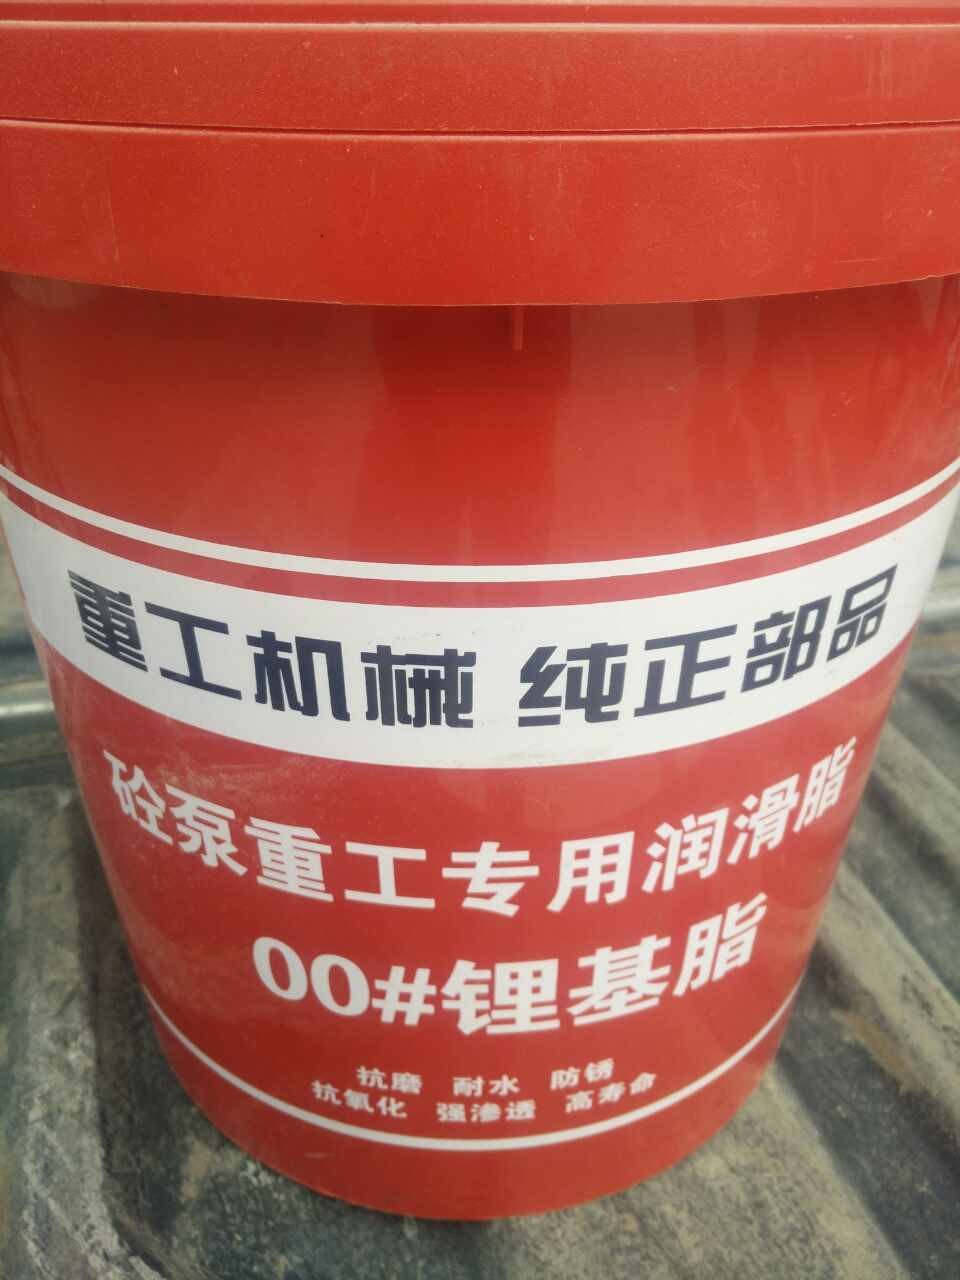 重工机械 纯正部品
砼泵重工专用润滑脂
00#锂基脂
抗磨 耐水 防锈
抗氧化 强渗透 高寿命